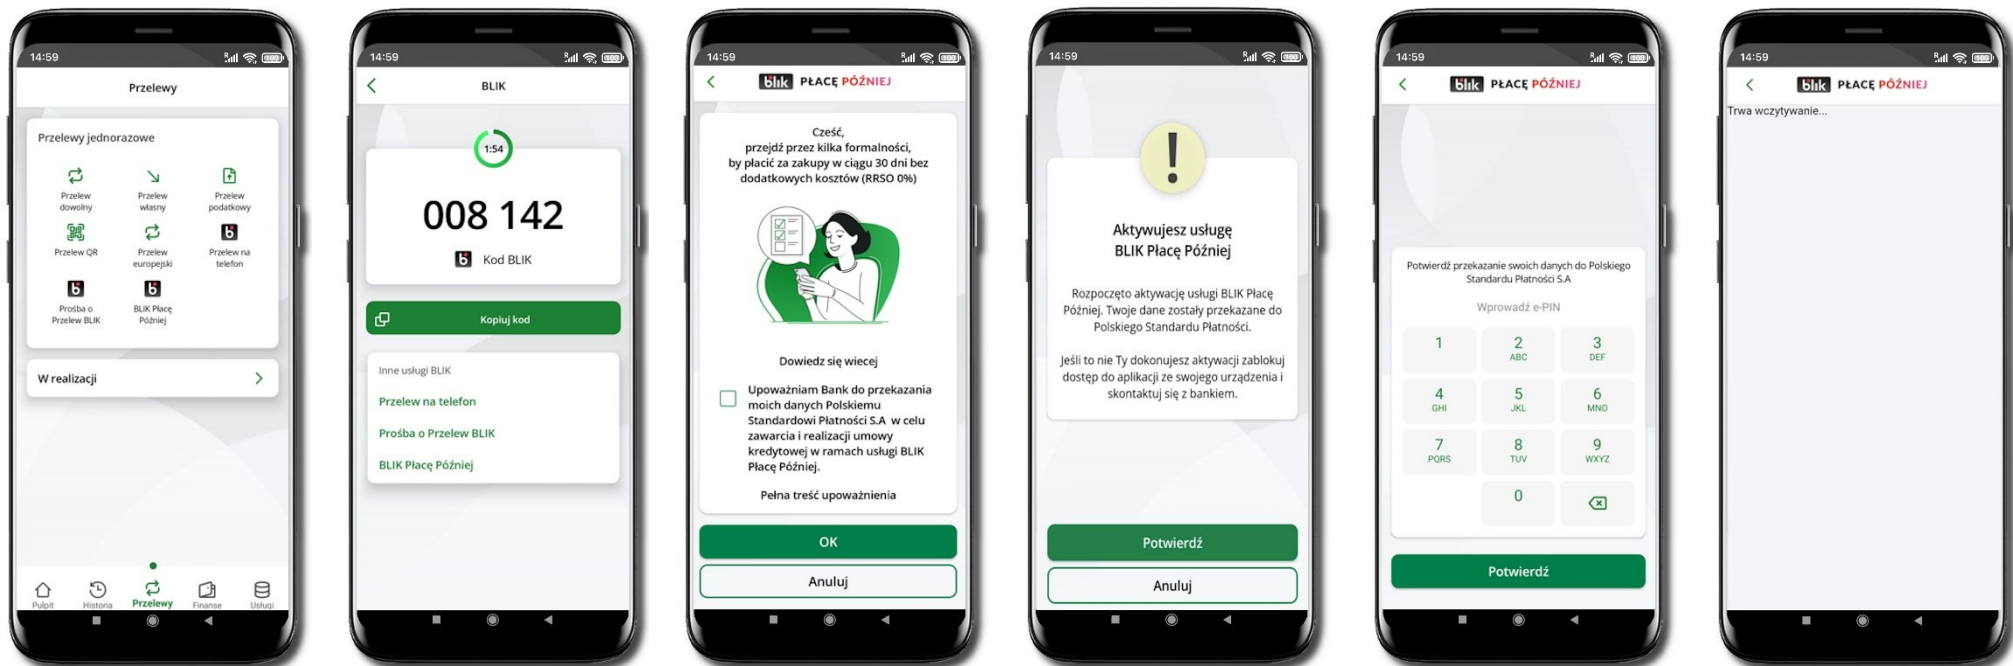 14:59
Przelewy
Przelewy jednorazowe
Przelew
dowolny
Przelew
własny
Przelew
podatkowy
Przelew QR
Przelew
europejski
Przelew na
telefon
Prośba o
Przelew BLIK
BLIK Płacę
Później
W realizacji
Pulpit
Historia
Przelewy
Finanse
Usługi
14:59
BLIK
1:54
008 142
Kod BLIK
Kopiuj kod
Inne usługi BLIK
Przelew na telefon
Prośba o Przelew BLIK
BLIK Płacę Później
14:59
blik PŁACĘ PÓŹNIEJ
Cześć,
przejdź przez kilka formalności,
by płacić za zakupy w ciągu 30 dni bez
dodatkowych kosztów (RRSO 0%)
Dowiedz się wiecej
Upoważniam Bank do przekazania
moich danych Polskiemu
Standardowi Płatności S.A w celu
zawarcia i realizacji umowy
kredytowej w ramach usługi BLIK
Płacę Później.
Pełna treść upoważnienia
OK
Anuluj
14:59
Aktywujesz usługę
BLIK Płacę Później
Rozpoczęto aktywację usługi BLIK Płacę
Później. Twoje dane zostały przekazane do
Polskiego Standardu Płatności.
Jeśli to nie Ty dokonujesz aktywacji zablokuj
dostęp do aplikacji ze swojego urządzenia i
skontaktuj się z bankiem.
Potwierdź
Anuluj
14:59
blik PŁACĘ PÓŹNIEJ
Potwierdź przekazanie swoich danych do Polskiego
Standardu Płatności S.A
Wprowadź e-PIN
1
2
ABC
3
DEF
4
GHI
5
JKL
6
MNO
7
PQRS
8
TUV
9
WXYZ
0
Potwierdź
14:59
blik PŁACĘ PÓŹNIEJ
Trwa wczytywanie...